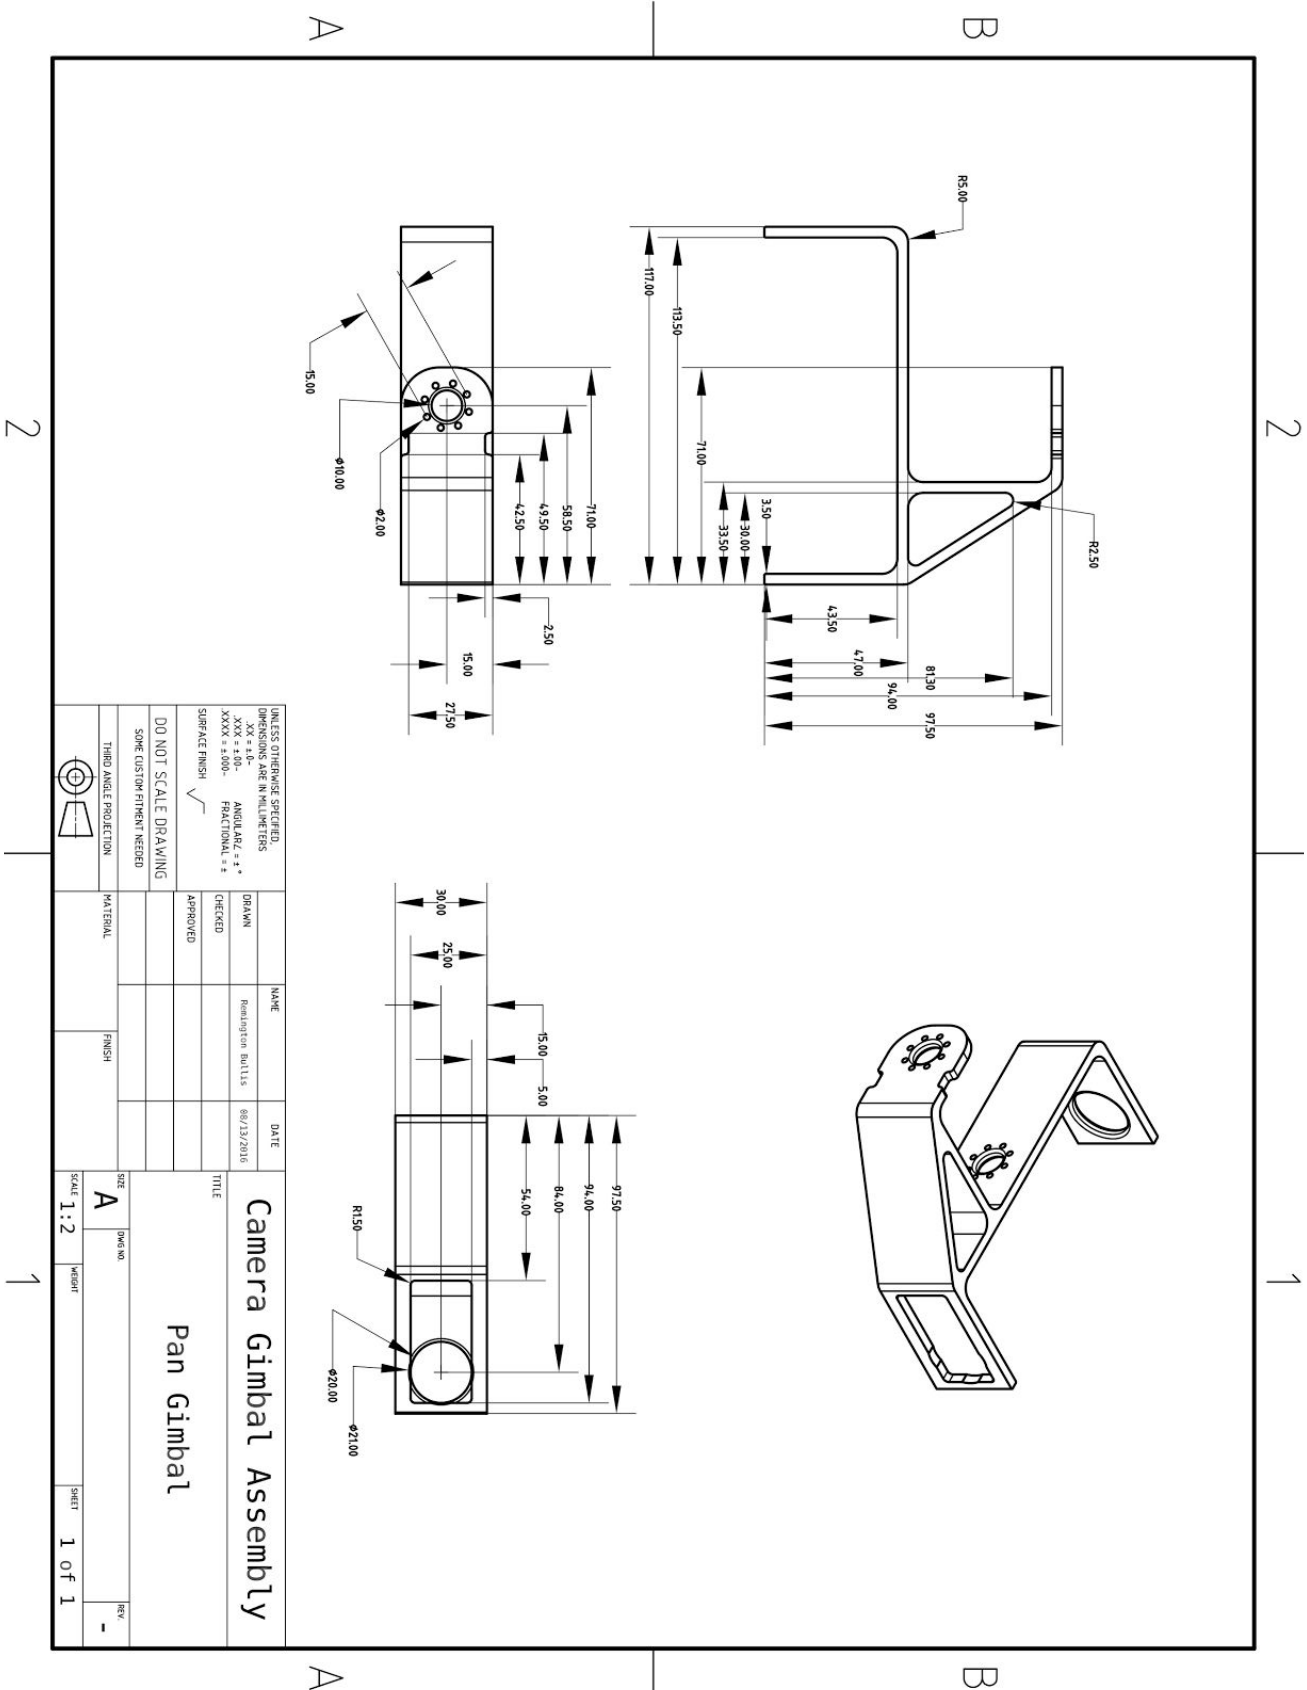 A
B
2
2
1
1
A
B
R5.00
117.00
113.50
71.00
33.50
30.00
3.50
R2.50
43.50
47.00
81.30
94.00
97.50
15.00
Ø10.00
Ø2.00
71.00
58.50
49.50
42.50
2.50
15.00
27.50
30.00
25.00
15.00
5.00
97.50
94.00
84.00
54.00
R1.50
Ø20.00
Ø21.00
UNLESS OTHERWISE SPECIFIED,
DIMENSIONS ARE IN MILLIMETERS
.XX = ±.0-
.XXX = ±.00- ANGULAR∠ = ± °
.XXXX = ±.000- FRACTIONAL = ±
SURFACE FINISH √
DO NOT SCALE DRAWING
SOME CUSTOM FITMENT NEEDED
THIRD ANGLE PROJECTION
NAME DATE
DRAWN Remington Bullis 08/13/2016
CHECKED
APPROVED
MATERIAL
FINISH
Camera Gimbal Assembly
TITLE
Pan Gimbal
SIZE
A
DWG NO.
REV.
-
SCALE 1:2
WEIGHT
SHEET 1 of 1